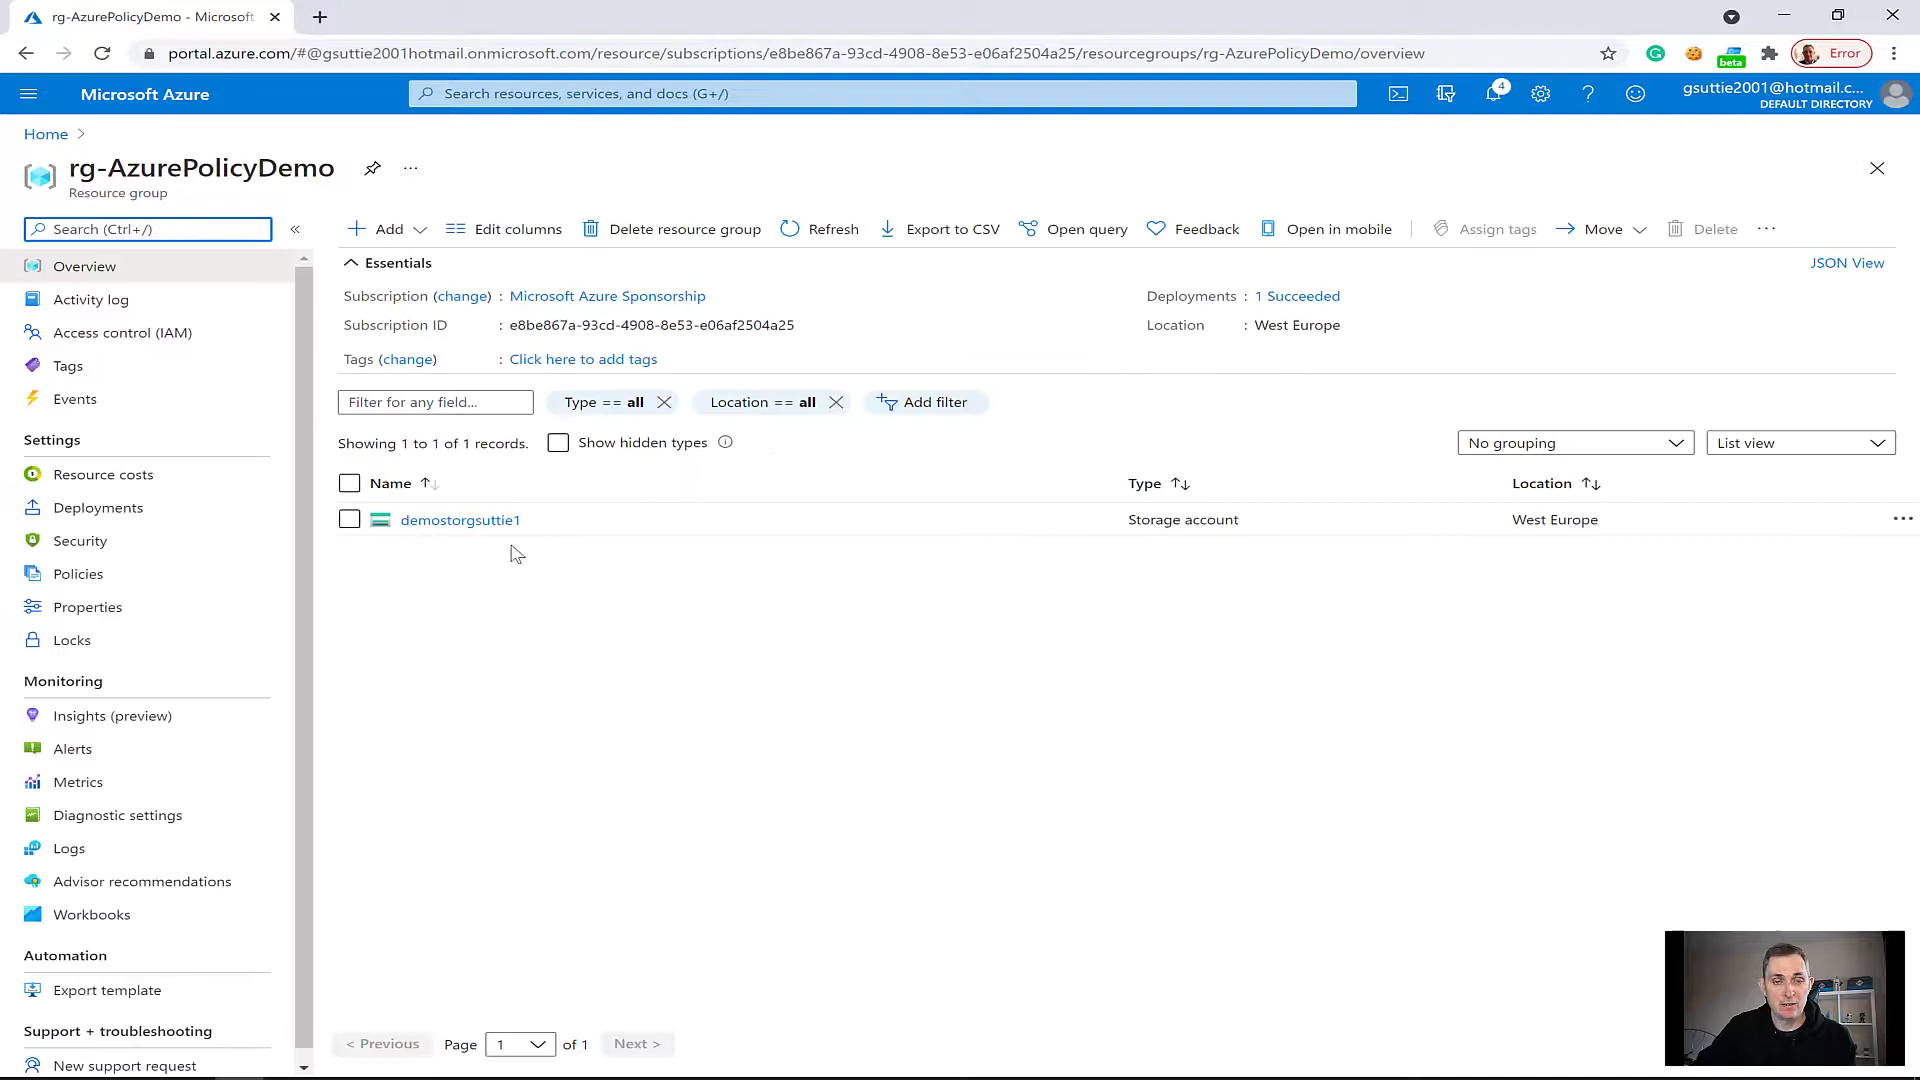 rg-AzurePolicyDemo - Microsoft
portal.azure.com/#@gsuttie2001hotmail.onmicrosoft.com/resource/subscriptions/e8be867a-93cd-4908-8e53-e06af2504a25/resourcegroups/rg-AzurePolicyDemo/overview
beta
Error
Microsoft Azure
Search resources, services, and docs (G+/)
4
gsuttie2001@hotmail.c...
DEFAULT DIRECTORY
Home >
rg-AzurePolicyDemo
...
Resource group
Search (Ctrl+/)
«
Add
Edit columns
Delete resource group
Refresh
Export to CSV
Open query
Feedback
Open in mobile
Assign tags
Move
Delete
...
Overview
Activity log
Access control (IAM)
Tags
Events
Settings
Resource costs
Deployments
Security
Policies
Properties
Locks
Monitoring
Insights (preview)
Alerts
Metrics
Diagnostic settings
Logs
Advisor recommendations
Workbooks
Automation
Export template
Support + troubleshooting
New support request
Essentials
JSON View
Subscription (change) : Microsoft Azure Sponsorship
Deployments : 1 Succeeded
Subscription ID : e8be867a-93cd-4908-8e53-e06af2504a25
Location : West Europe
Tags (change) : Click here to add tags
Filter for any field...
Type == all
Location == all
Add filter
Showing 1 to 1 of 1 records.
Show hidden types
No grouping
List view
Name
Type
Location
demostorgsuttie1
Storage account
West Europe
...
< Previous
Page 1 of 1
Next >